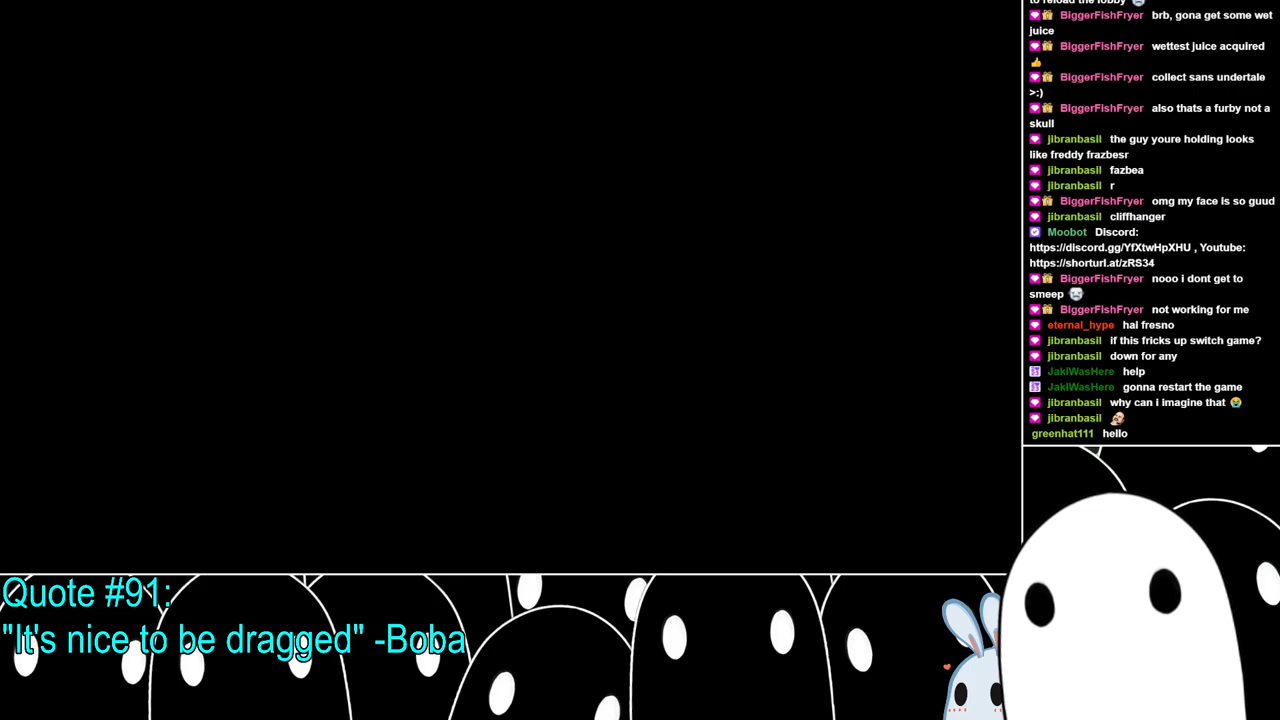 to reload the lobby
BiggerFishFryer brb, gona get some wet
juice
BiggerFishFryer wettest juice acquired
BiggerFishFryer collect sans undertale
>:)
BiggerFishFryer also thats a furby not a
skull
jibranbasil the guy youre holding looks
like freddy frazbesr
jibranbasil fazbea
jibranbasil r
BiggerFishFryer omg my face is so guud
jibranbasil cliffhanger
Moobot Discord:
https://discord.gg/YfXtwHpXHU , Youtube:
https://shorturl.at/zRS34
BiggerFishFryer nooo i dont get to
smeep
BiggerFishFryer not working for me
eternal_hype hai fresno
jibranbasil if this fricks up switch game?
jibranbasil down for any
JakIWasHere help
JakIWasHere gonna restart the game
jibranbasil why can i imagine that
jibranbasil
greenhat111 hello
Quote #91:
"It's nice to be dragged" -Boba